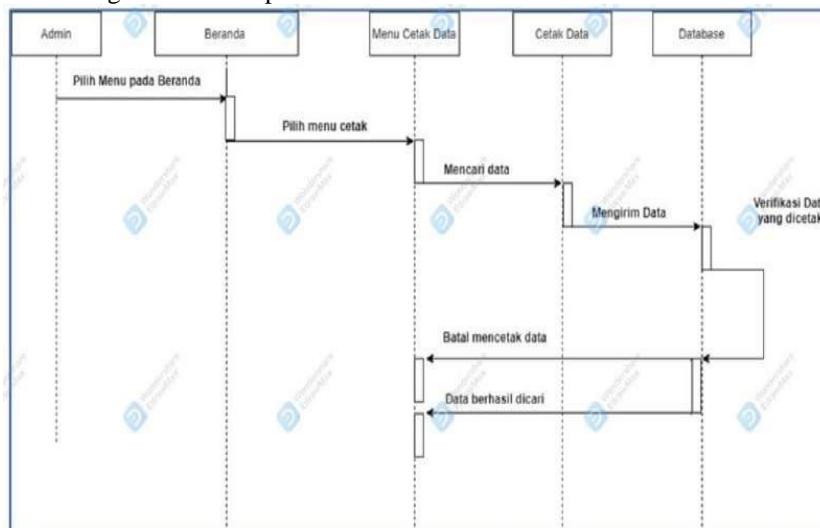 Admin
Beranda
Menu Cetak Data
Cetak Data
Database
Pilih Menu pada Beranda
Pilih menu cetak
Mencari data
Mengirim Data
Verifikasi Dat
yang dicetak
Batal mencetak data
Data berhasil dicari